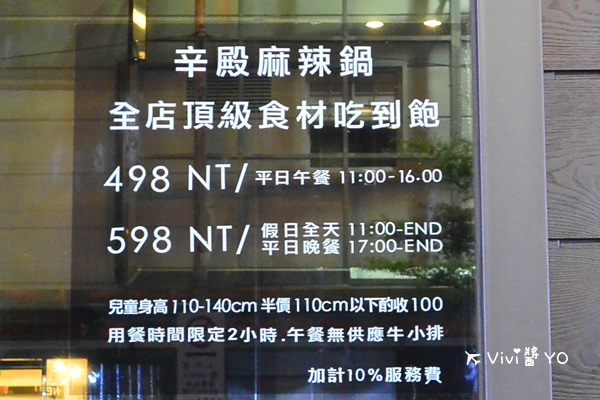 辛殿麻辣鍋
全店頂級食材吃到飽
498 NT/ 平日午餐 11:00-16:00
598 NT/ 假日全天 11:00-END
平日晚餐 17:00-END
兒童身高110-140cm半價110cm以下酌收100
用餐時間限定2小時.午餐無供應牛小排
加計10%服務費
Vivi醬YO